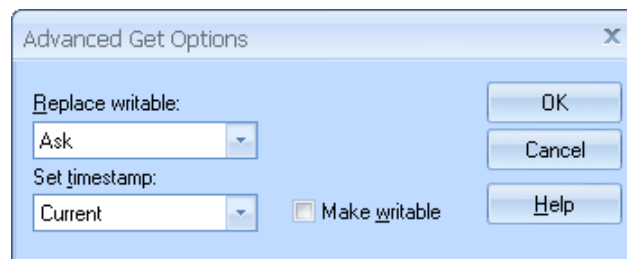 Advanced Get Options
Replace writable:
Ask
Set timestamp:
Current
Make writable
OK
Cancel
Help